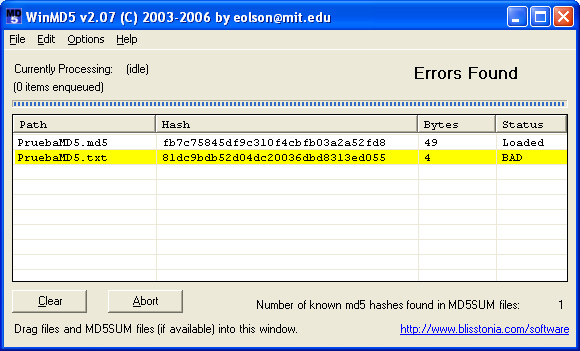 WinMD5 v2.07 (C) 2003-2006 by eolson@mit.edu
File Edit Options Help
Currently Processing: (idle)
(0 items enqueued)
Errors Found
Path Hash Bytes Status
PruebaMD5.md5 fb7c75845df9c310f4cbfb03a2a52fd8 49 Loaded
PruebaMD5.txt 81dc9bdb52d04dc20036dbd8313ed055 4 BAD
Clear Abort Number of known md5 hashes found in MD5SUM files: 1
Drag files and MD5SUM files (if available) into this window. http://www.blisstonia.com/software